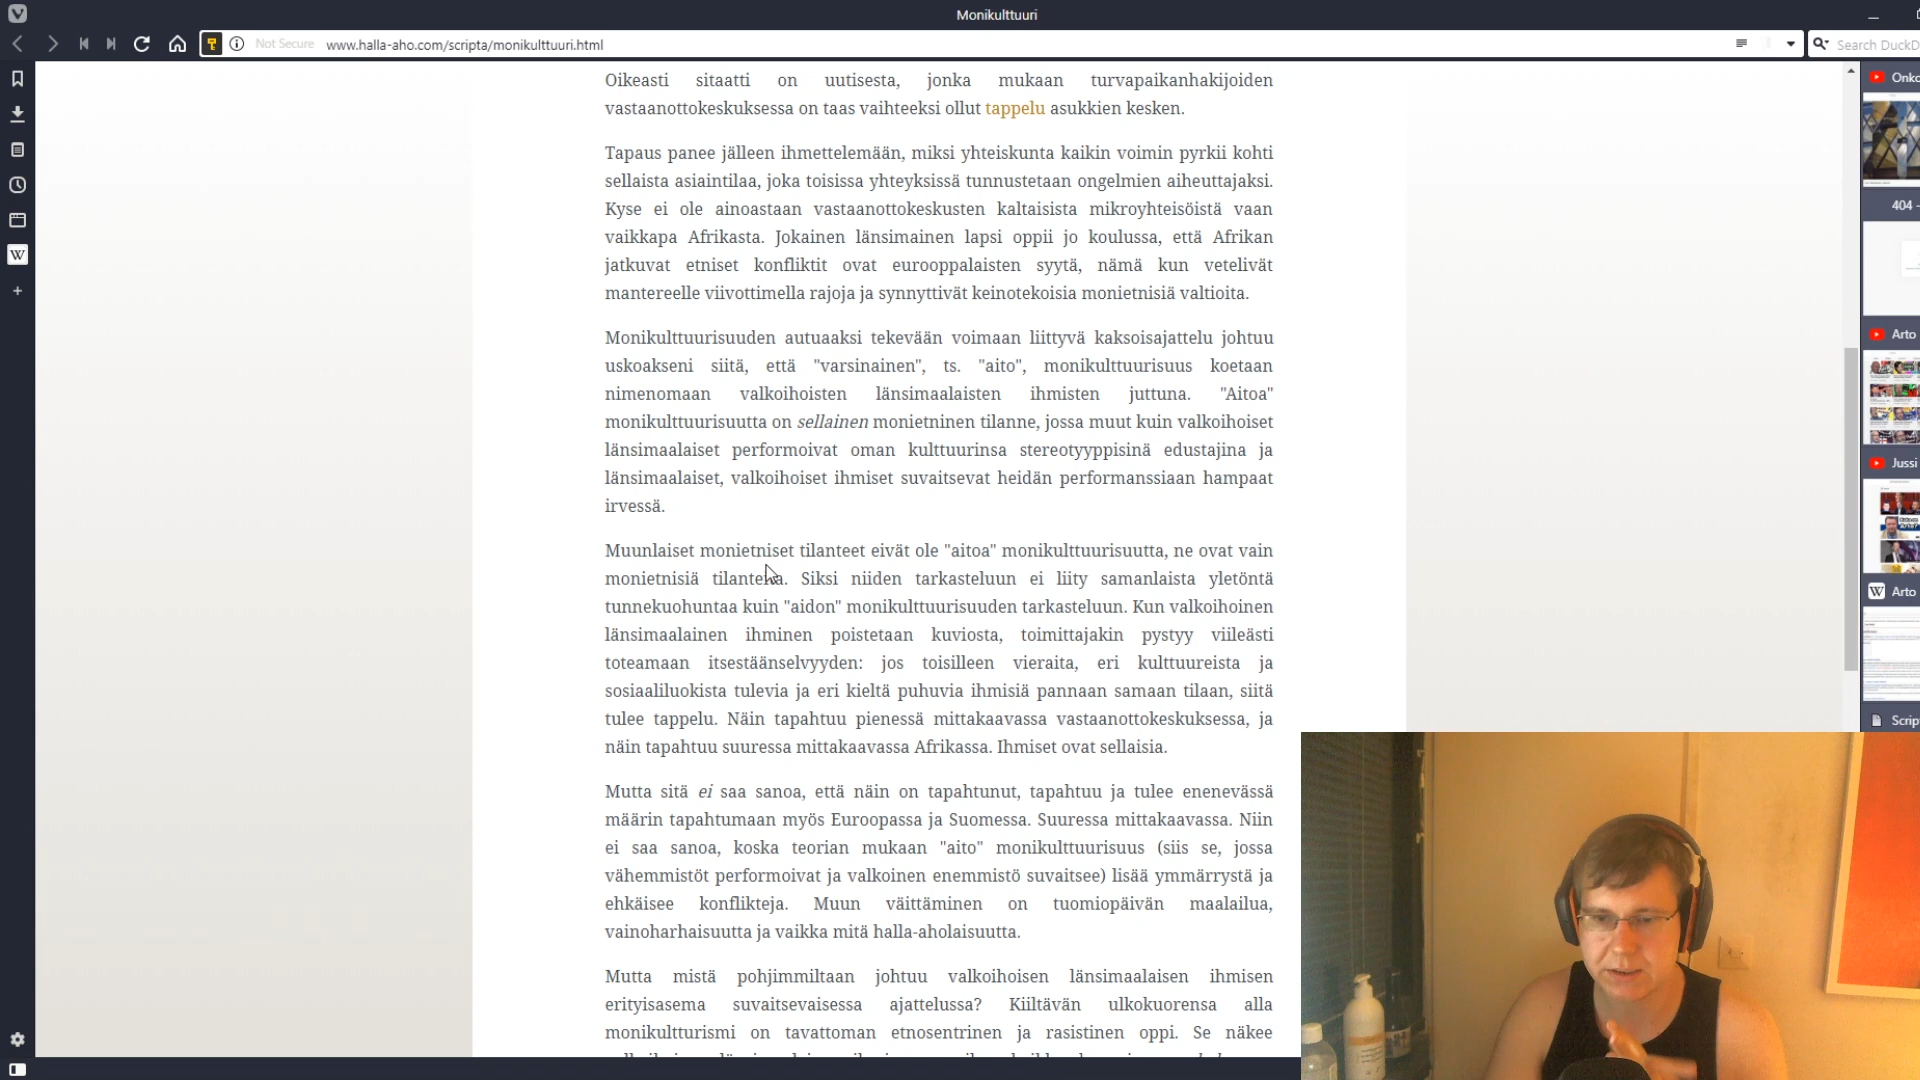 Monikulttuuri
Not Secure www.halla-aho.com/scripta/monikulttuuri.html
Search DuckD
Oikeasti sitaatti on uutisesta, jonka mukaan turvapaikanhakijoiden
vastaanottokeskuksessa on taas vaihteeksi ollut tappelu asukkien kesken.
Tapaus panee jälleen ihmettelemään, miksi yhteiskunta kaikin voimin pyrkii kohti
sellaista asiaintilaa, joka toisissa yhteyksissä tunnustetaan ongelmien aiheuttajaksi.
Kyse ei ole ainoastaan vastaanottokeskusten kaltaisista mikroyhteisöistä vaan
vaikkapa Afrikasta. Jokainen länsimainen lapsi oppii jo koulussa, että Afrikan
jatkuvat etniset konfliktit ovat eurooppalaisten syytä, nämä kun vetelivät
mantereelle viivottimella rajoja ja synnyttivät keinotekoisia monietnisiä valtioita.
Monikulttuurisuuden autuaaksi tekevään voimaan liittyvä kaksoisajattelu johtuu
uskoakseni siitä, että "varsinainen", ts. "aito", monikulttuurisuus koetaan
nimenomaan valkoihoisten länsimaalaisten ihmisten juttuna. "Aitoa"
monikulttuurisuutta on sellainen monietninen tilanne, jossa muut kuin valkoihoiset
länsimaalaiset performoivat oman kulttuurinsa stereotyyppisinä edustajina ja
länsimaalaiset, valkoihoiset ihmiset suvaitsevat heidän performanssiaan hampaat
irvessä.
Muunlaiset monietniset tilanteet eivät ole "aitoa" monikulttuurisuutta, ne ovat vain
monietnisiä tilanteita. Siksi niiden tarkasteluun ei liity samanlaista yletöntä
tunnekuohuntaa kuin "aidon" monikulttuurisuuden tarkasteluun. Kun valkoihoinen
länsimaalainen ihminen poistetaan kuviosta, toimittajakin pystyy viileästi
toteamaan itsestäänselvyyden: jos toisilleen vieraita, eri kulttuureista ja
sosiaaliluokista tulevia ja eri kieltä puhuvia ihmisiä pannaan samaan tilaan, siitä
tulee tappelu. Näin tapahtuu pienessä mittakaavassa vastaanottokeskuksessa, ja
näin tapahtuu suuressa mittakaavassa Afrikassa. Ihmiset ovat sellaisia.
Mutta sitä ei saa sanoa, että näin on tapahtunut, tapahtuu ja tulee enenevässä
määrin tapahtumaan myös Euroopassa ja Suomessa. Suuressa mittakaavassa. Niin
ei saa sanoa, koska teorian mukaan "aito" monikulttuurisuus (siis se, jossa
vähemmistöt performoivat ja valkoinen enemmistö suvaitsee) lisää ymmärrystä ja
ehkäisee konflikteja. Muun väittäminen on tuomiopäivän maalailua,
vainoharhaisuutta ja vaikka mitä halla-aholaisuutta.
Mutta mistä pohjimmiltaan johtuu valkoihoisen länsimaalaisen ihmisen
erityisasema suvaitsevaisessa ajattelussa? Kiiltävän ulkokuorensa alla
monikultturismi on tavattoman etnosentrinen ja rasistinen oppi. Se näkee
Onko
404 -
Arto
Jussi
W Arto
Scrip